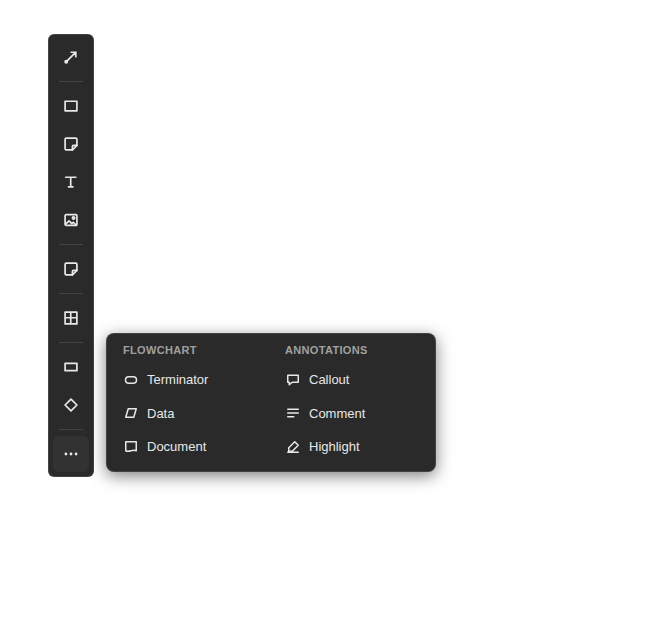 FLOWCHART
Terminator
Data
Document
ANNOTATIONS
Callout
Comment
Highlight